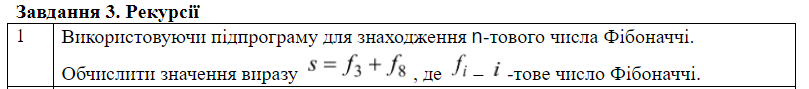 Завдання 3. Рекурсії
1 Використовуючи підпрограму для знаходження n-тового числа Фібоначчі.
Обчислити значення виразу s = f₃ + f₈ , де fᵢ – i -тове число Фібоначчі.